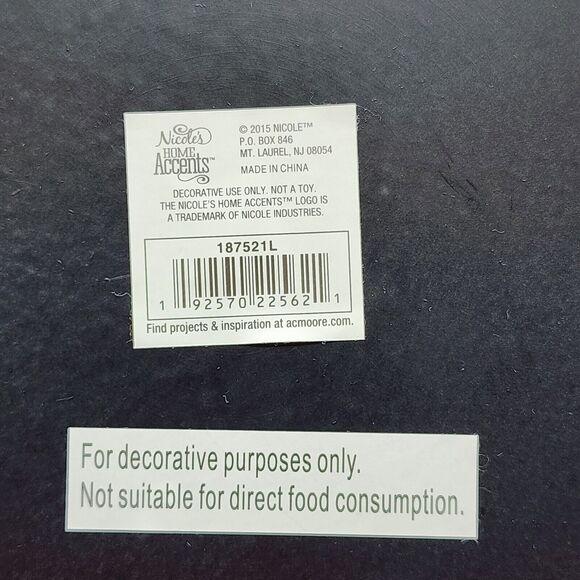 Nicole's
HOME
Accents™
© 2015 NICOLE™
P.O. BOX 846
MT. LAUREL, NJ 08054
MADE IN CHINA
DECORATIVE USE ONLY. NOT A TOY.
THE NICOLE'S HOME ACCENTS™ LOGO IS
A TRADEMARK OF NICOLE INDUSTRIES.
187521L
1 92570 22562 1
Find projects & inspiration at acmoore.com.
For decorative purposes only.
Not suitable for direct food consumption.